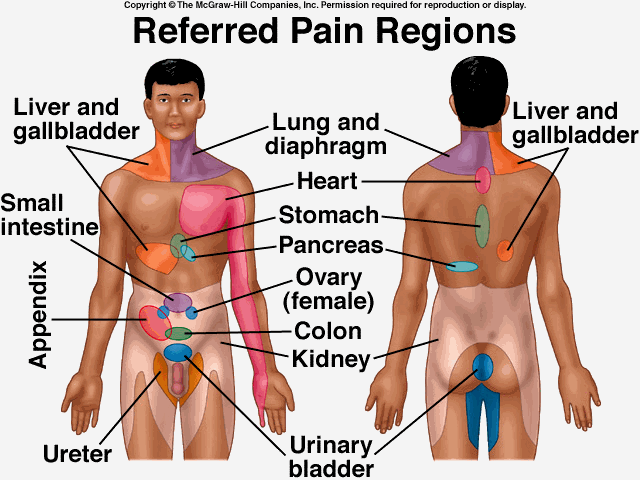 Copyright © The McGraw-Hill Companies, Inc. Permission required for reproduction or display.
Referred Pain Regions
Liver and
gallbladder
Lung and
diaphragm
Liver and
gallbladder
Heart
Small
intestine
Stomach
Pancreas
Appendix
Ovary
(female)
Colon
Kidney
Ureter
Urinary
bladder